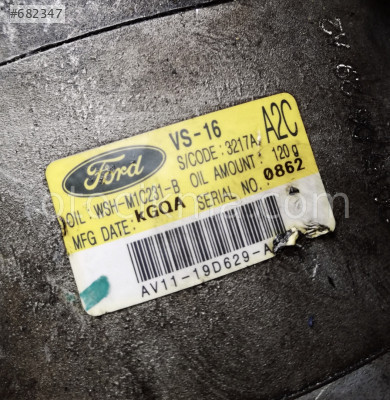 #682347
Ford
VS-16
A2C
S/CODE: 3217A
OIL: WSH-M1C231-B OIL AMOUNT: 120 g
MFG DATE: KGQA SERIAL NO. 0862
AV11-19D629-A